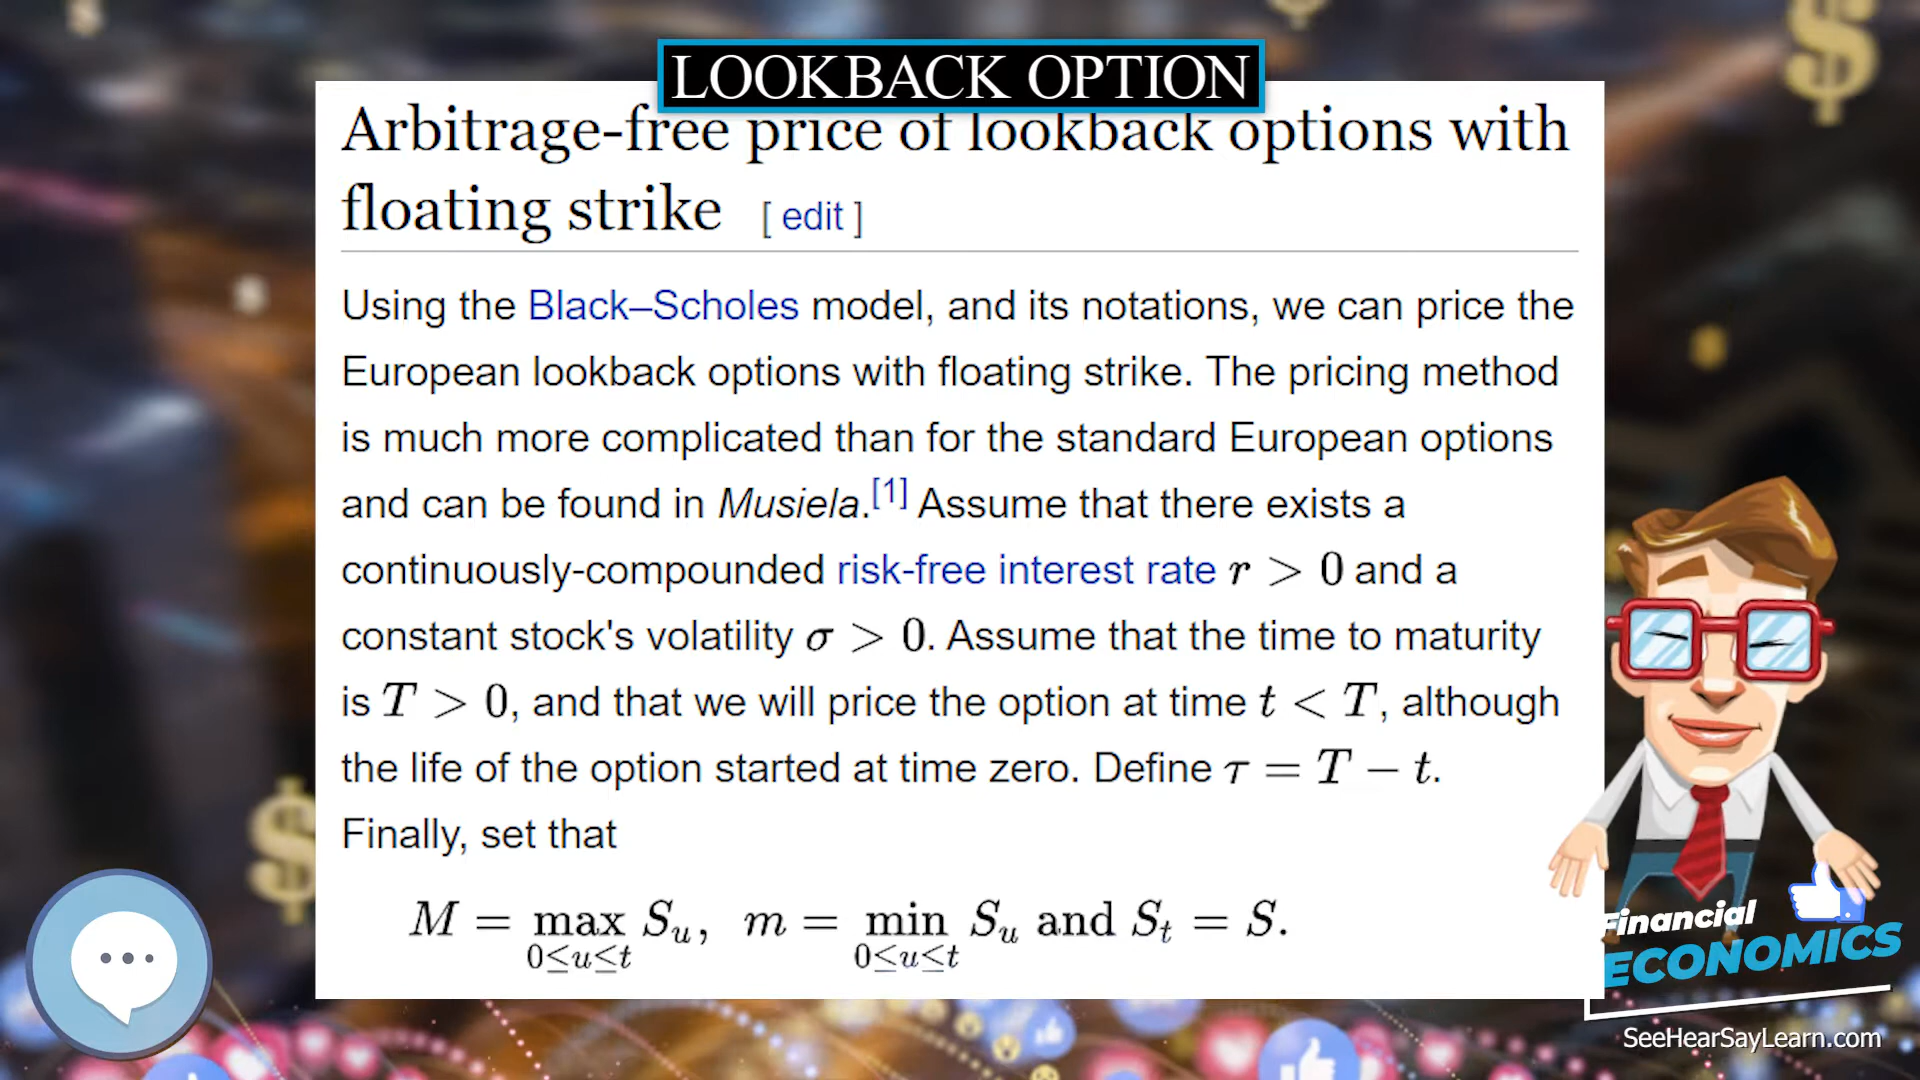 LOOKBACK OPTION
Arbitrage-free price of lookback options with
floating strike [ edit ]
Using the Black–Scholes model, and its notations, we can price the
European lookback options with floating strike. The pricing method
is much more complicated than for the standard European options
and can be found in Musiela.[1] Assume that there exists a
continuously-compounded risk-free interest rate r > 0 and a
constant stock's volatility σ > 0. Assume that the time to maturity
is T > 0, and that we will price the option at time t < T, although
the life of the option started at time zero. Define τ = T − t.
Finally, set that
M = max S_u, m = min S_u and S_t = S.
0≤u≤t 0≤u≤t
Financial
ECONOMICS
SeeHearSayLearn.com